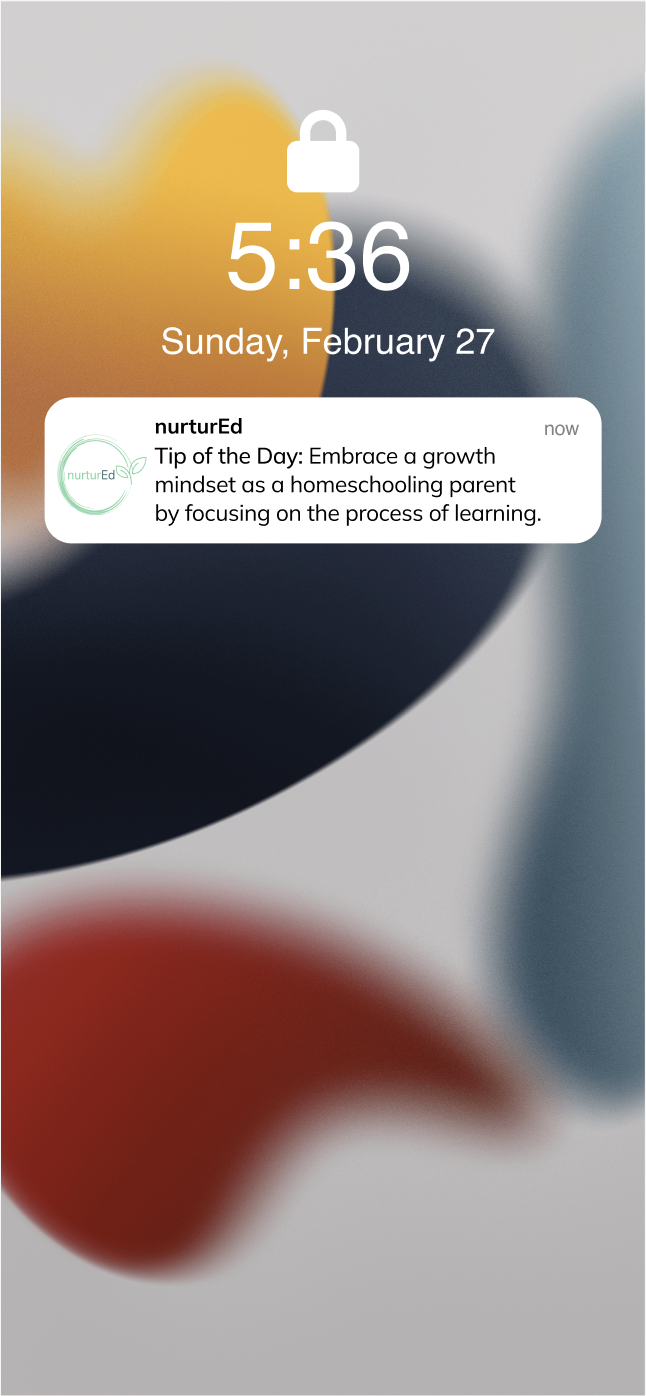 5:36
Sunday, February 27
nurturEd
now
nurturEd
Tip of the Day: Embrace a growth
mindset as a homeschooling parent
by focusing on the process of learning.